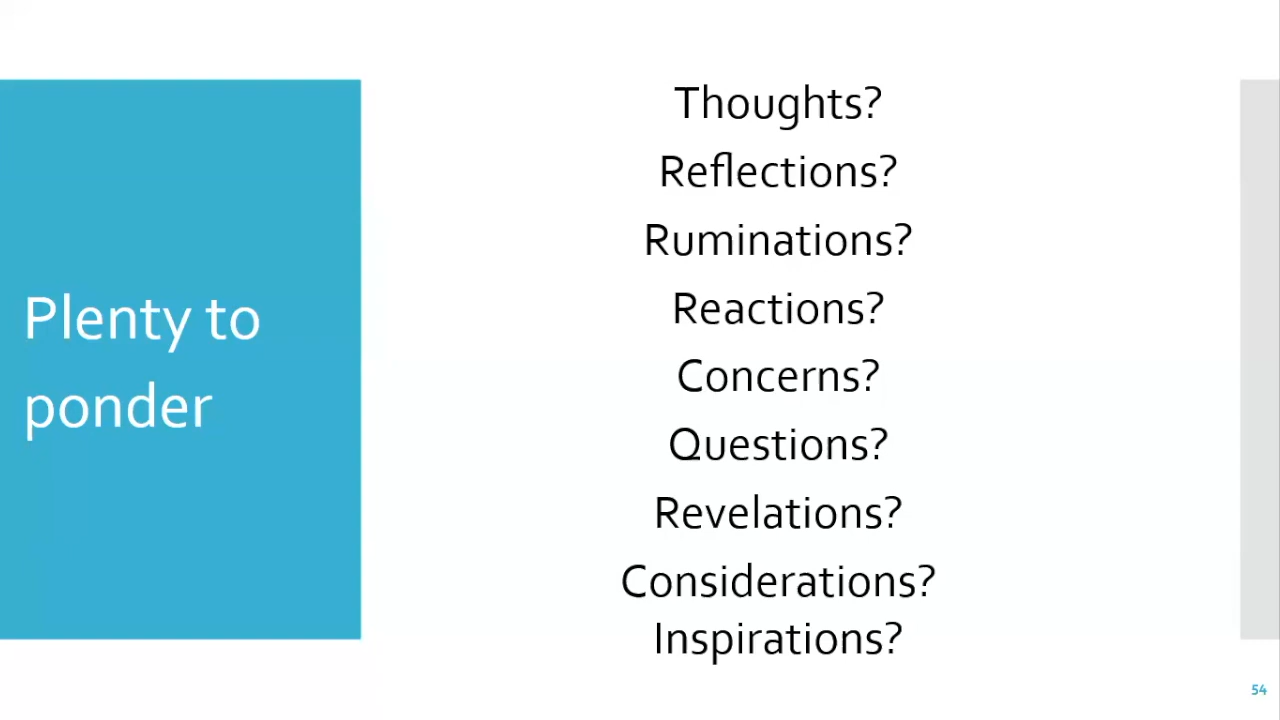 Plenty to
ponder
Thoughts?
Reflections?
Ruminations?
Reactions?
Concerns?
Questions?
Revelations?
Considerations?
Inspirations?
54